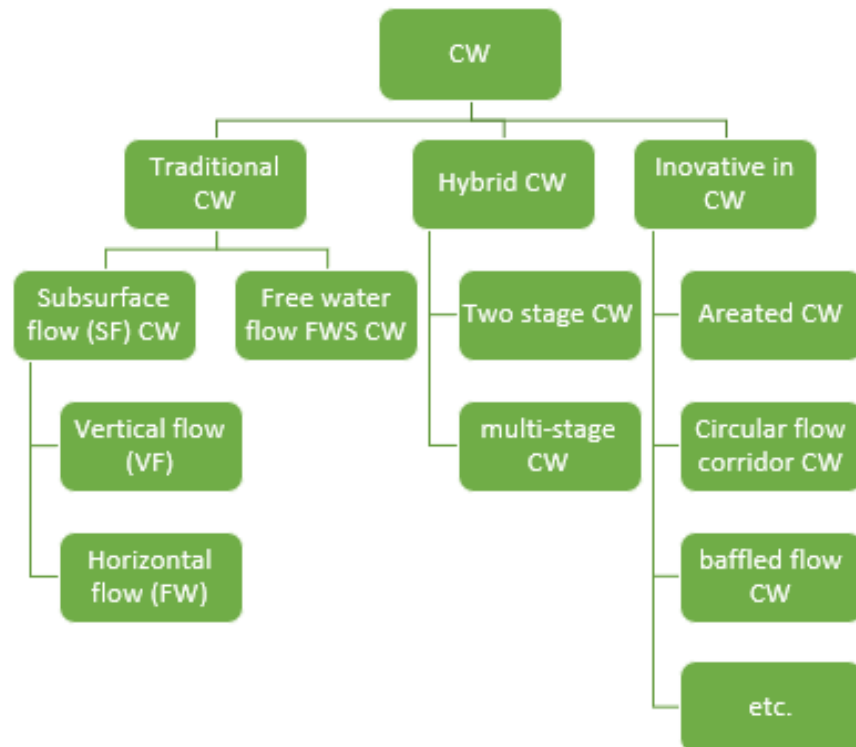 CW
Traditional
CW
Hybrid CW
Inovative in
CW
Subsurface
flow (SF) CW
Free water
flow FWS CW
Vertical flow
(VF)
Horizontal
flow (FW)
Two stage CW
multi-stage
CW
Areated CW
Circular flow
corridor CW
baffled flow
CW
etc.